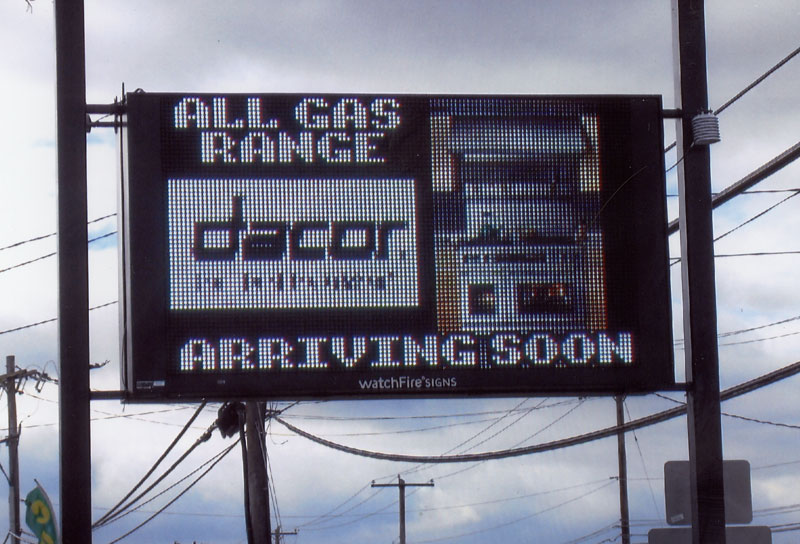 ALL GAS
RANGE
dacor.
ARRIVING SOON
watchFire SIGNS